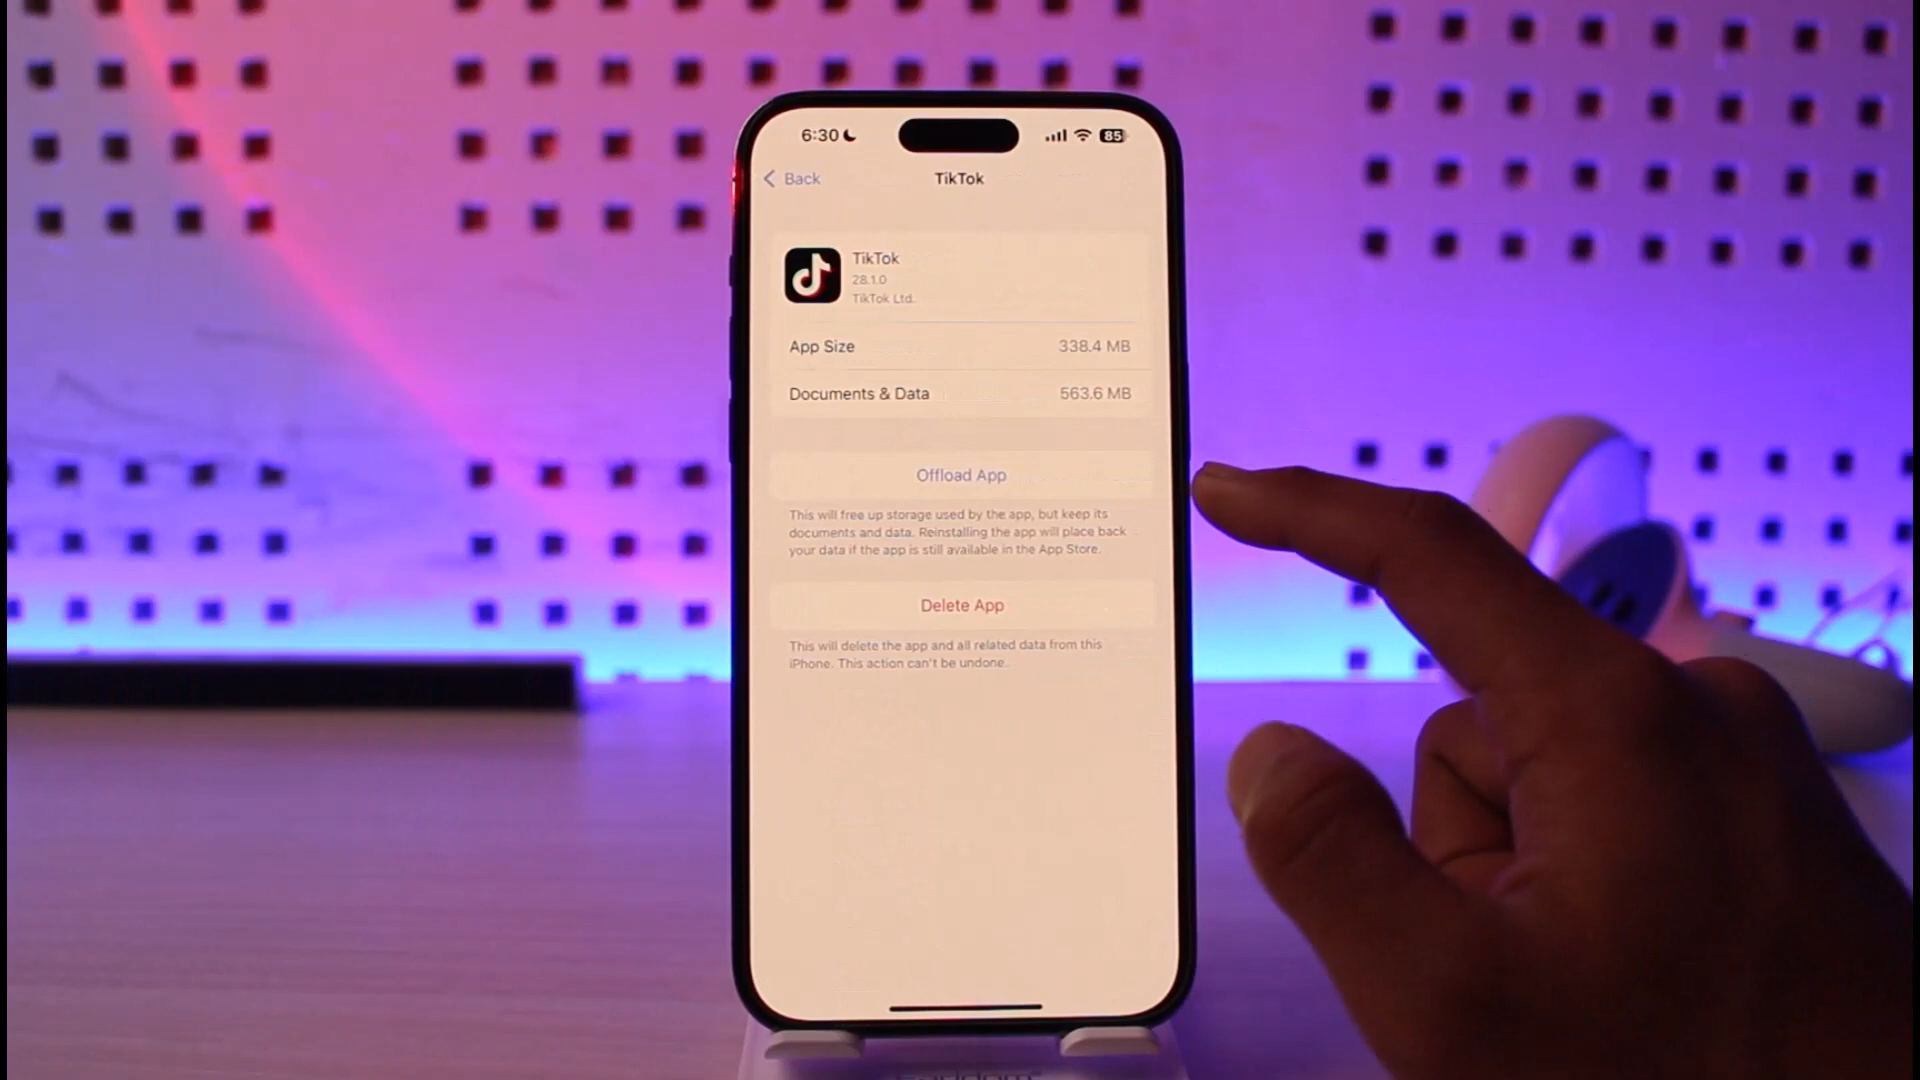 6:30
85
Back
TikTok
TikTok
28.1.0
TikTok Ltd.
App Size 338.4 MB
Documents & Data 563.6 MB
Offload App
This will free up storage used by the app, but keep its
documents and data. Reinstalling the app will place back
your data if the app is still available in the App Store.
Delete App
This will delete the app and all related data from this
iPhone. This action can't be undone.